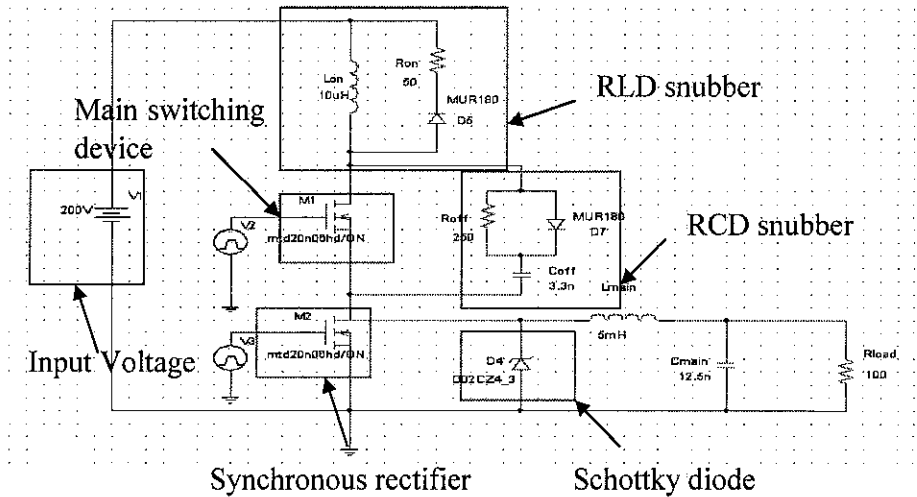 Lon
10uH
Ron
50
MUR180
D6
RLD snubber
Main switching
device
V1
200V
M1
V2
mtd20n06hd/ON
Roff
250
MUR180
D7
Coff
3.3n
RCD snubber
Lmain
5mH
M2
V3
mtd20n06hd/ON
Input Voltage
D4
Cmain
12.5n
Rload
100
Synchronous rectifier
Schottky diode